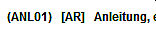 (ANL01) [AR] Anleitung,